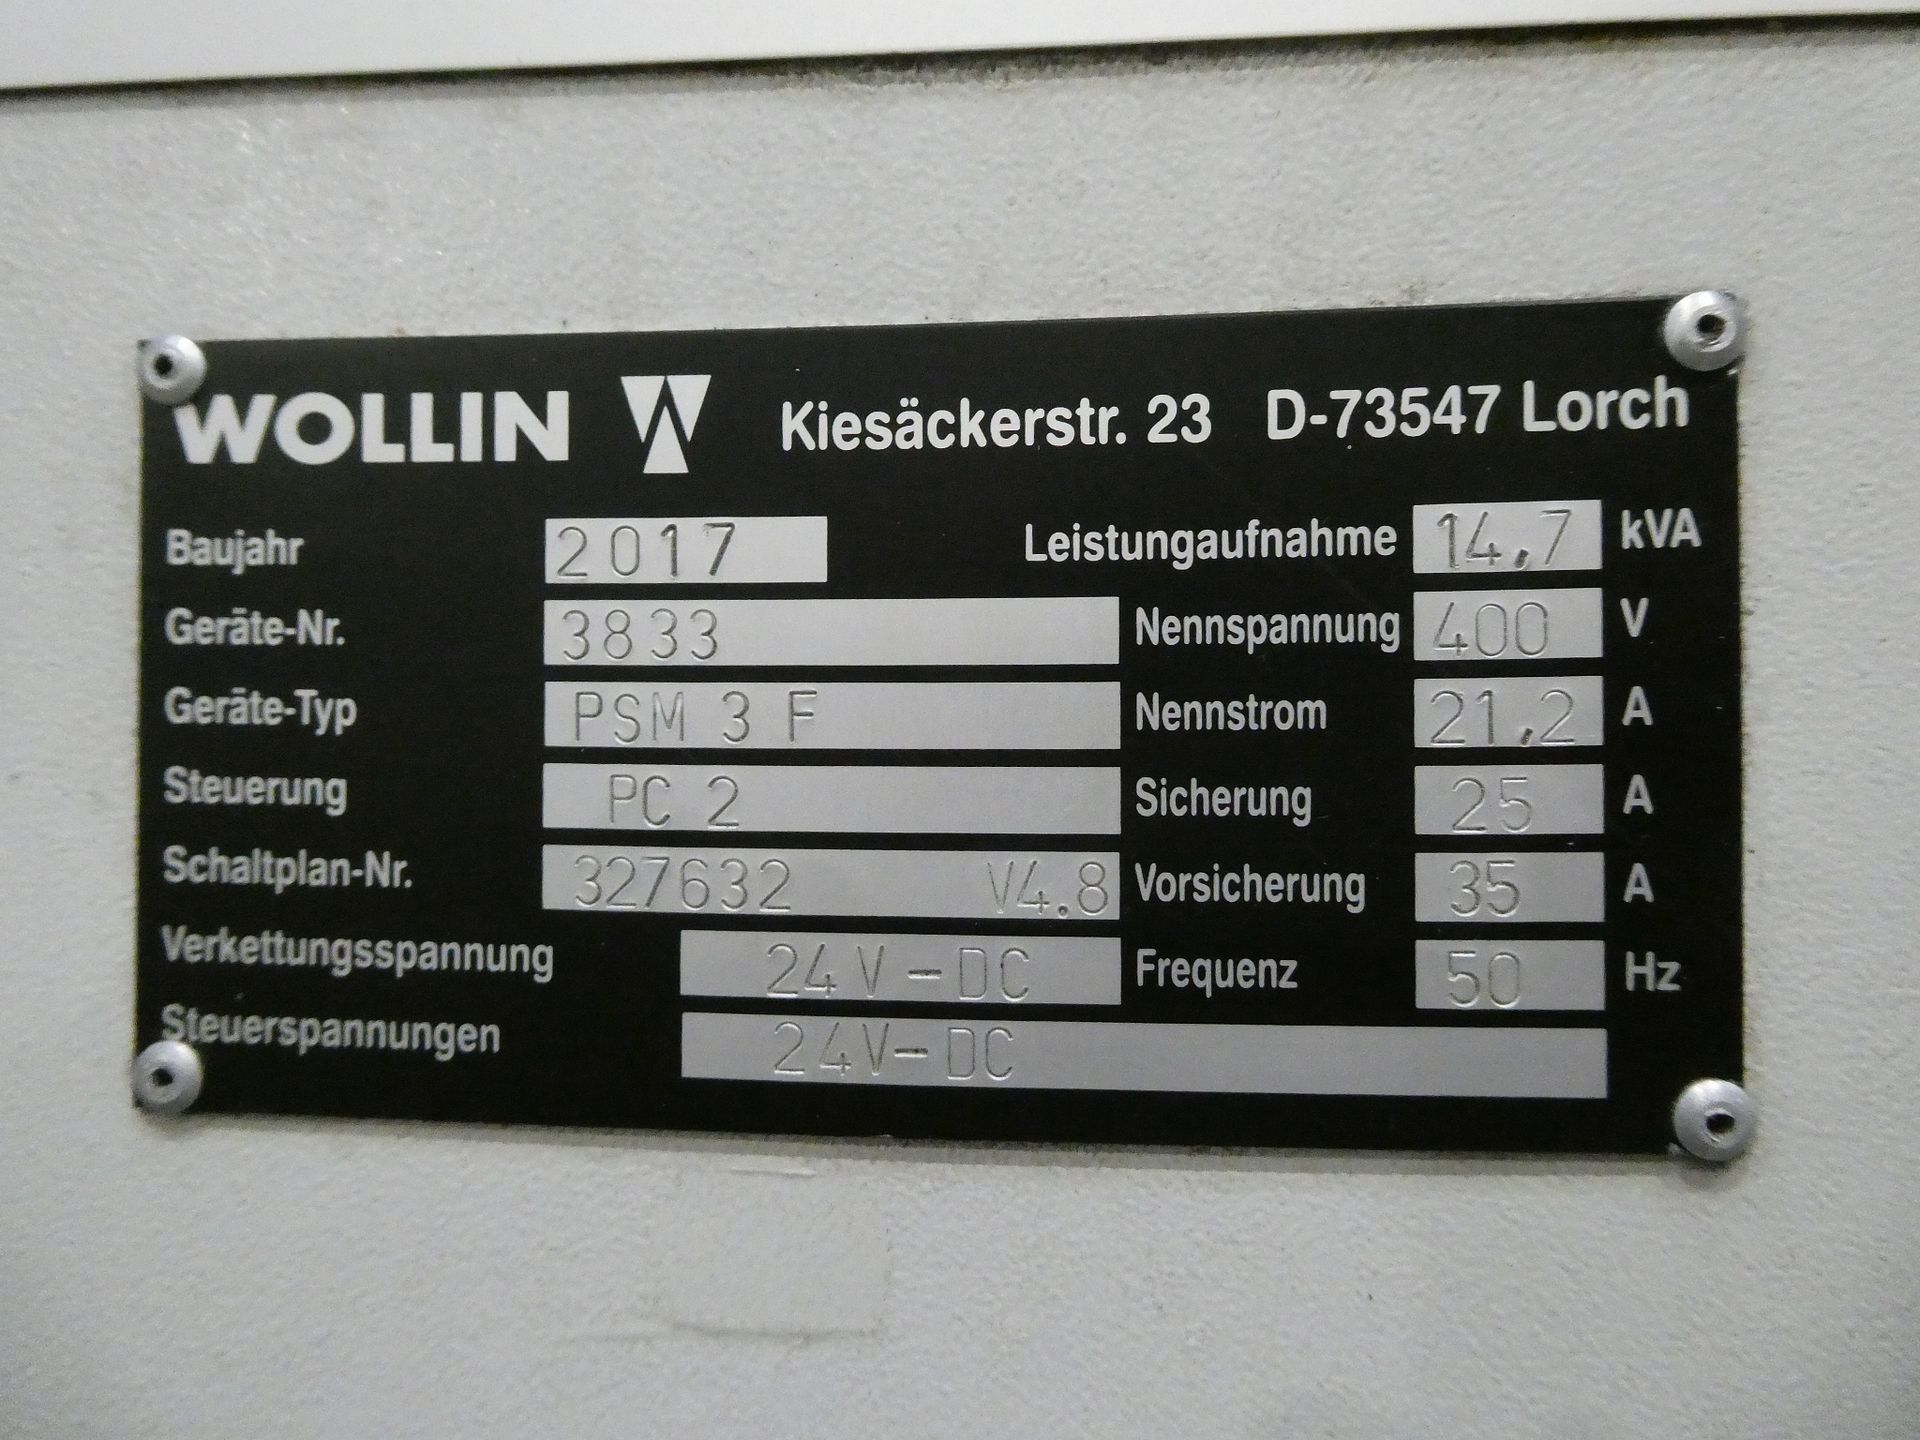 WOLLIN Kiesäckerstr. 23 D-73547 Lorch
Baujahr 2017 Leistungaufnahme 14,7 kVA
Geräte-Nr. 3833 Nennspannung 400 V
Geräte-Typ PSM 3 F Nennstrom 21,2 A
Steuerung PC 2 Sicherung 25 A
Schaltplan-Nr. 327632 V4.8 Vorsicherung 35 A
Verkettungsspannung 24V-DC Frequenz 50 Hz
Steuerspannungen 24V-DC